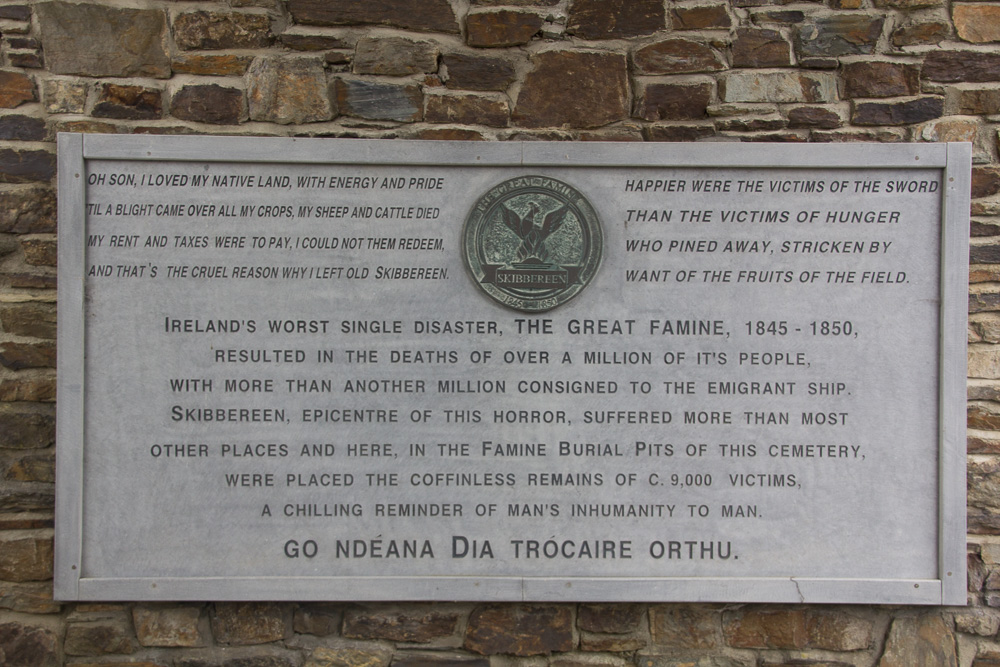 OH SON, I LOVED MY NATIVE LAND, WITH ENERGY AND PRIDE
'TIL A BLIGHT CAME OVER ALL MY CROPS, MY SHEEP AND CATTLE DIED
MY RENT AND TAXES WERE TO PAY, I COULD NOT THEM REDEEM,
AND THAT'S THE CRUEL REASON WHY I LEFT OLD SKIBBEREEN.
THE GREAT FAMINE
SKIBBEREEN
1845 - 1850
HAPPIER WERE THE VICTIMS OF THE SWORD
THAN THE VICTIMS OF HUNGER
WHO PINED AWAY, STRICKEN BY
WANT OF THE FRUITS OF THE FIELD.
IRELAND'S WORST SINGLE DISASTER, THE GREAT FAMINE, 1845 - 1850,
RESULTED IN THE DEATHS OF OVER A MILLION OF IT'S PEOPLE,
WITH MORE THAN ANOTHER MILLION CONSIGNED TO THE EMIGRANT SHIP.
SKIBBEREEN, EPICENTRE OF THIS HORROR, SUFFERED MORE THAN MOST
OTHER PLACES AND HERE, IN THE FAMINE BURIAL PITS OF THIS CEMETERY,
WERE PLACED THE COFFINLESS REMAINS OF C. 9,000 VICTIMS,
A CHILLING REMINDER OF MAN'S INHUMANITY TO MAN.
GO NDÉANA DIA TRÓCAIRE ORTHU.